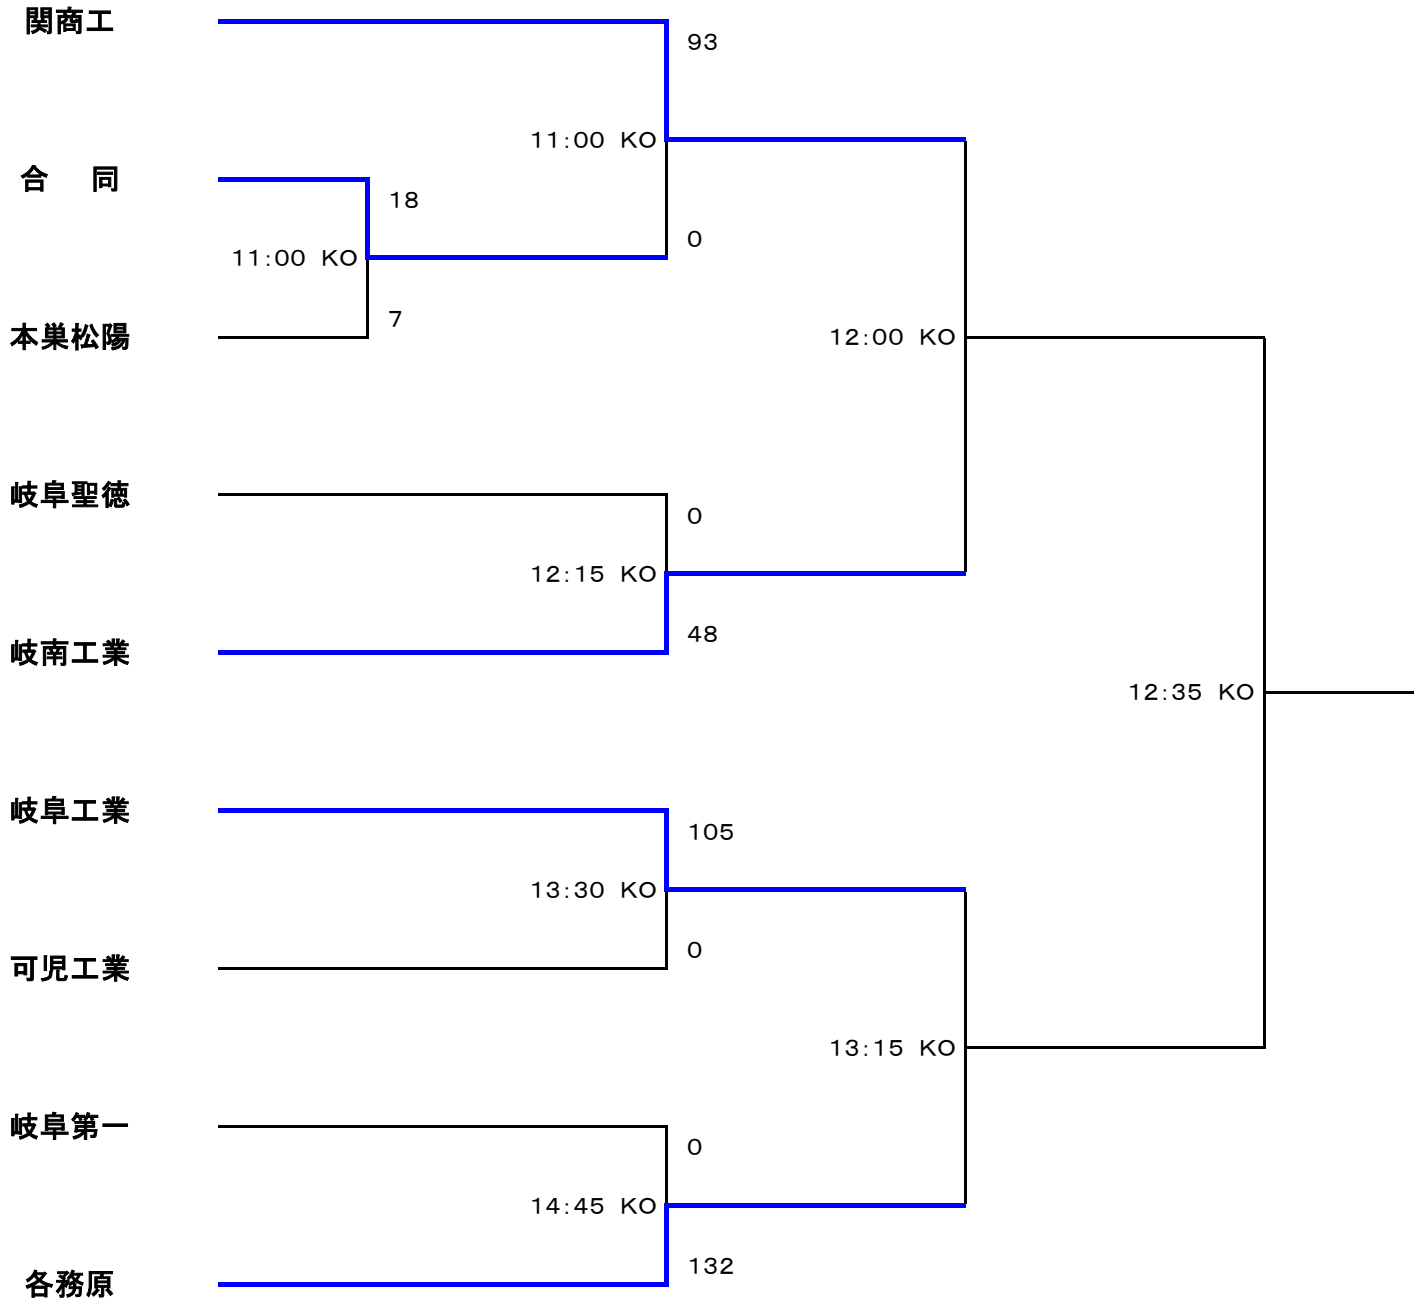 関商工
93
11:00 KO
合 同
18
0
11:00 KO
7
本巣松陽
12:00 KO
岐阜聖徳
0
12:15 KO
48
岐南工業
12:35 KO
岐阜工業
105
13:30 KO
0
可児工業
13:15 KO
岐阜第一
0
14:45 KO
132
各務原